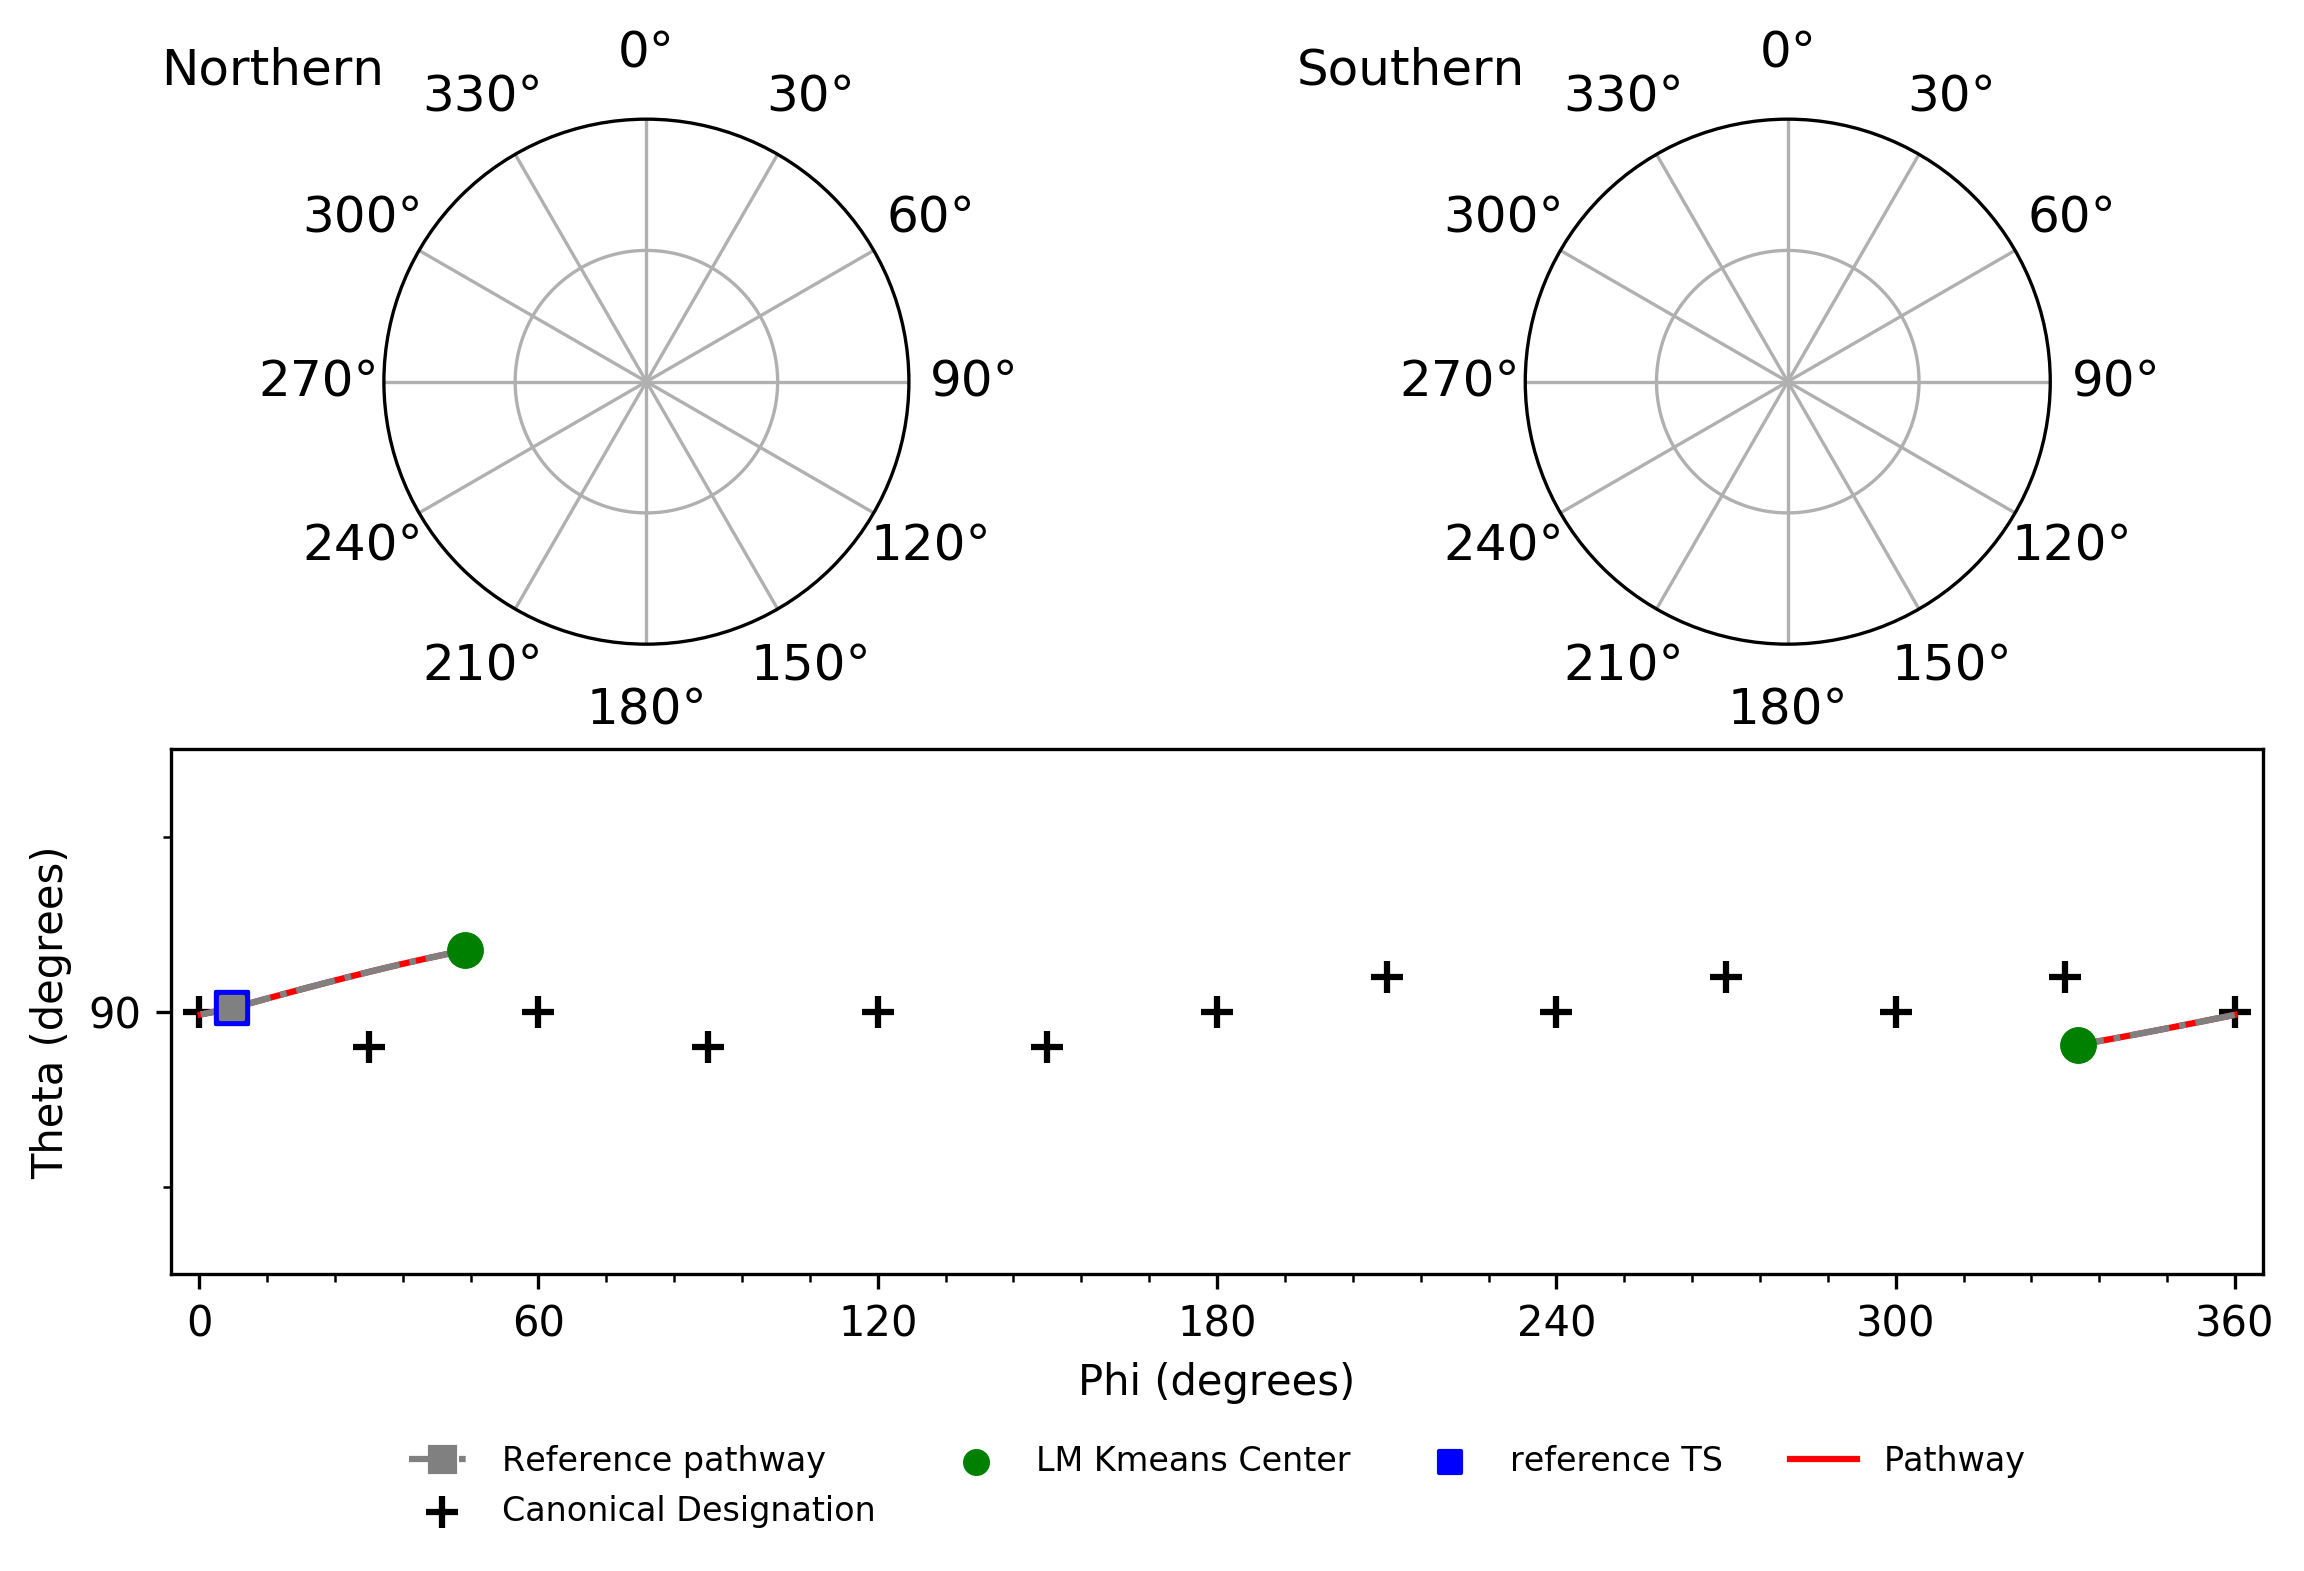 Northern
0°
30°
60°
90°
120°
150°
180°
210°
240°
270°
300°
330°
Southern
0°
30°
60°
90°
120°
150°
180°
210°
240°
270°
300°
330°
Theta (degrees)
90
0 60 120 180 240 300 360
Phi (degrees)
Reference pathway
Canonical Designation
LM Kmeans Center
reference TS
Pathway